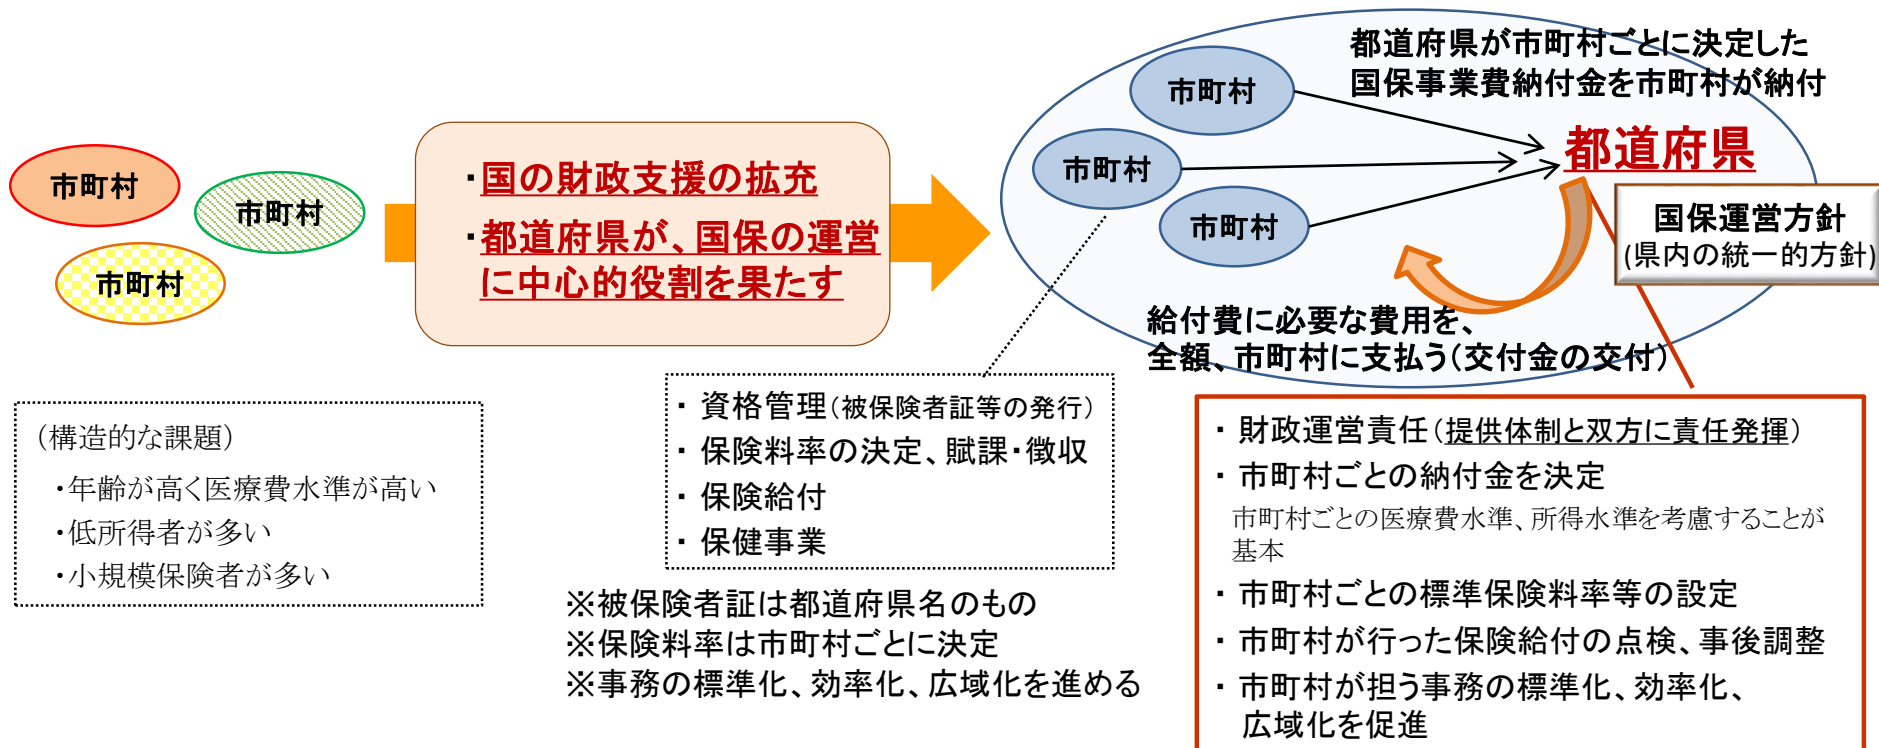 市町村
市町村
市町村
・国の財政支援の拡充
・都道府県が、国保の運営
に中心的役割を果たす
都道府県が市町村ごとに決定した
国保事業費納付金を市町村が納付
市町村
市町村
市町村
都道府県
国保運営方針
(県内の統一的方針)
給付費に必要な費用を、
全額、市町村に支払う(交付金の交付)
（構造的な課題）
・年齢が高く医療費水準が高い
・低所得者が多い
・小規模保険者が多い
・ 資格管理(被保険者証等の発行)
・ 保険料率の決定、賦課・徴収
・ 保険給付
・ 保健事業
※被保険者証は都道府県名のもの
※保険料率は市町村ごとに決定
※事務の標準化、効率化、広域化を進める
・ 財政運営責任(提供体制と双方に責任発揮)
・ 市町村ごとの納付金を決定
市町村ごとの医療費水準、所得水準を考慮することが
基本
・ 市町村ごとの標準保険料率等の設定
・ 市町村が行った保険給付の点検、事後調整
・ 市町村が担う事務の標準化、効率化、
広域化を促進